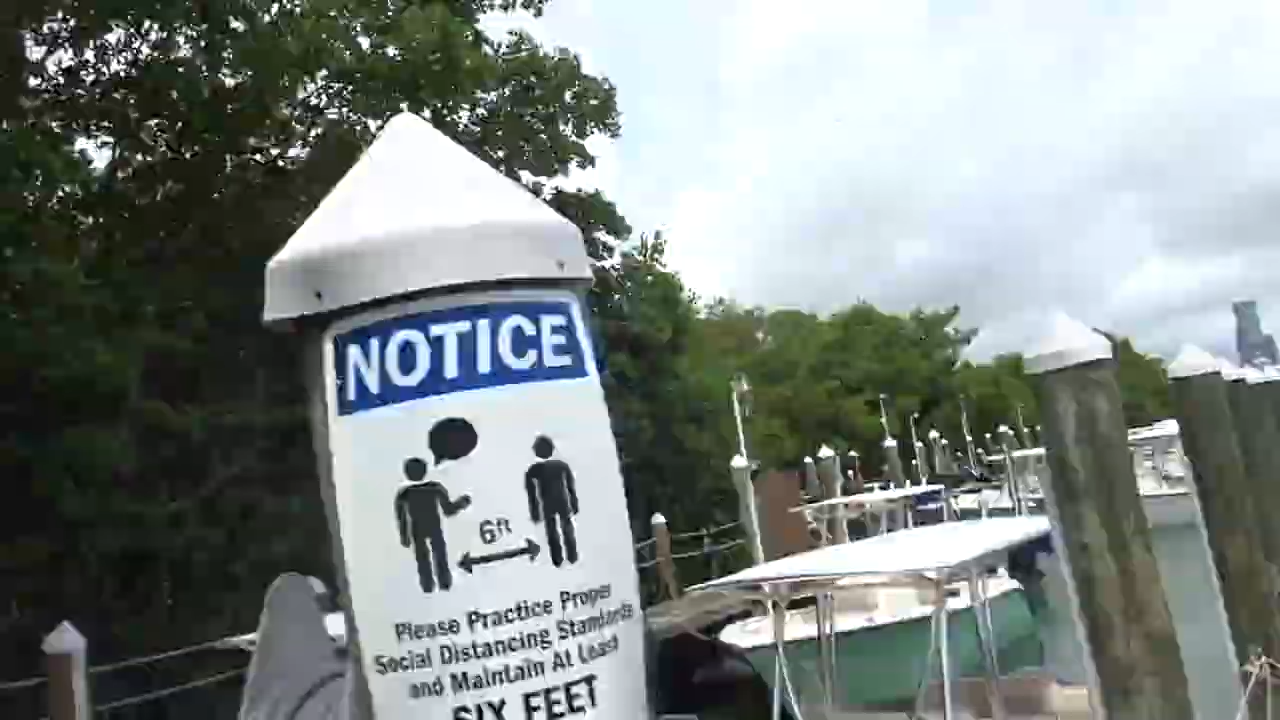 NOTICE
6ft
Please Practice Proper
Social Distancing Standards
and Maintain At Least
SIX FEET